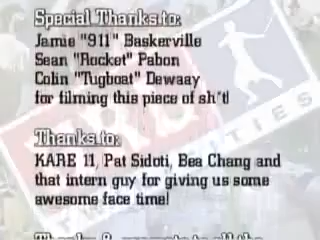 Special Thanks to:
Jamie "911" Baskerville
Sean "Rocket" Pabon
Colin "Tugboat" Dewaay
for filming this piece of sh*t!
Thanks to:
KARE 11, Pat Sidoti, Bea Chang and
that intern guy for giving us some
awesome face time!